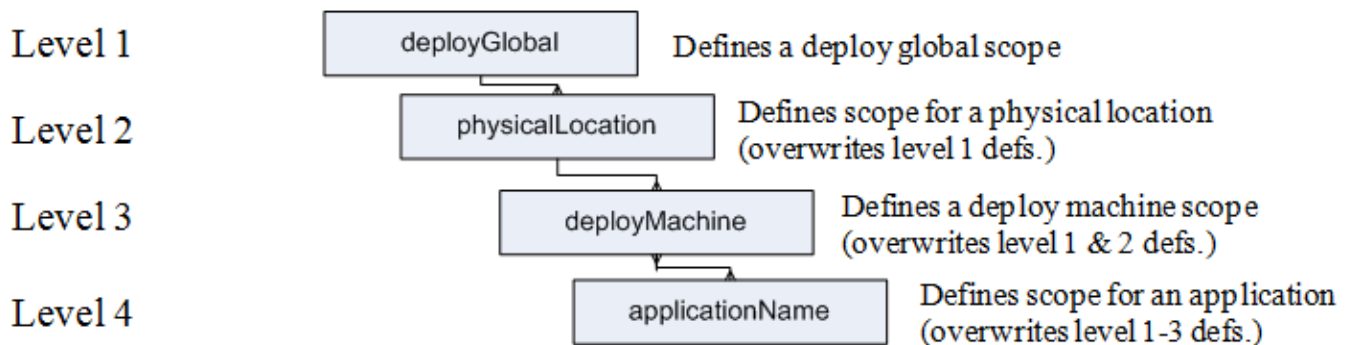 Level 1
deployGlobal
Defines a deploy global scope
Level 2
physicalLocation
Defines scope for a physical location
(overwrites level 1 defs.)
Level 3
deployMachine
Defines a deploy machine scope
(overwrites level 1 & 2 defs.)
Level 4
applicationName
Defines scope for an application
(overwrites level 1-3 defs.)